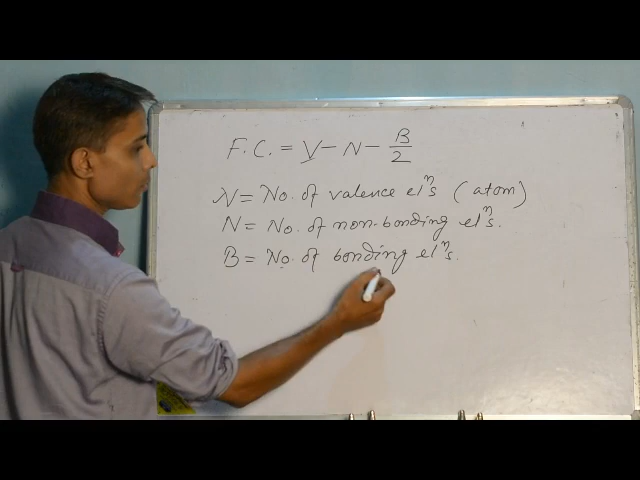 F.C. = V - N - B/2
V = No. of valence elⁿs (atom)
N = No. of non-bonding elⁿs.
B = No. of bonding elⁿs.